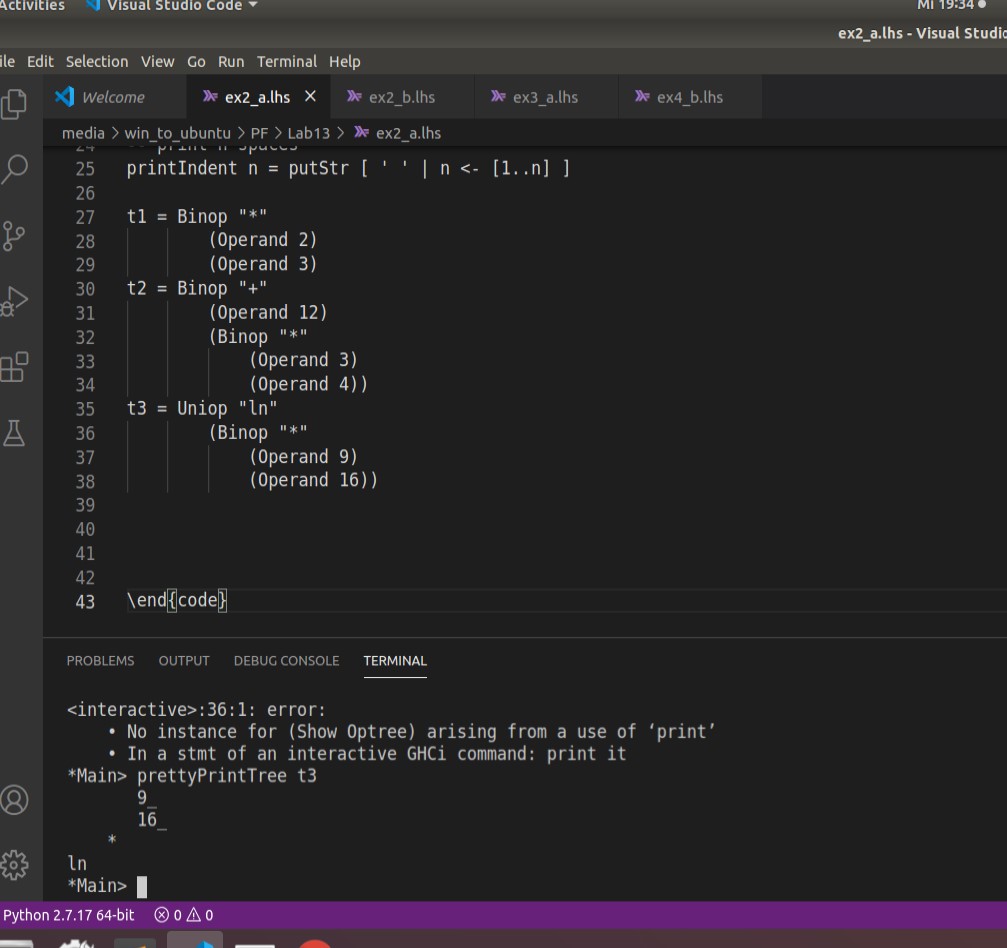 Activities Visual Studio Code Mi 19:34
ex2_a.lhs - Visual Studio
ile Edit Selection View Go Run Terminal Help
Welcome ex2_a.lhs ex2_b.lhs ex3_a.lhs ex4_b.lhs
media > win_to_ubuntu > PF > Lab13 > ex2_a.lhs
24 -- print n spaces
25 printIndent n = putStr [ ' ' | n <- [1..n] ]
26
27 t1 = Binop "*"
28 (Operand 2)
29 (Operand 3)
30 t2 = Binop "+"
31 (Operand 12)
32 (Binop "*"
33 (Operand 3)
34 (Operand 4))
35 t3 = Uniop "ln"
36 (Binop "*"
37 (Operand 9)
38 (Operand 16))
39
40
41
42
43 \end{code}
PROBLEMS OUTPUT DEBUG CONSOLE TERMINAL
<interactive>:36:1: error:
• No instance for (Show Optree) arising from a use of ‘print’
• In a stmt of an interactive GHCi command: print it
*Main> prettyPrintTree t3
9_
16_
*
ln
*Main>
Python 2.7.17 64-bit 0 0